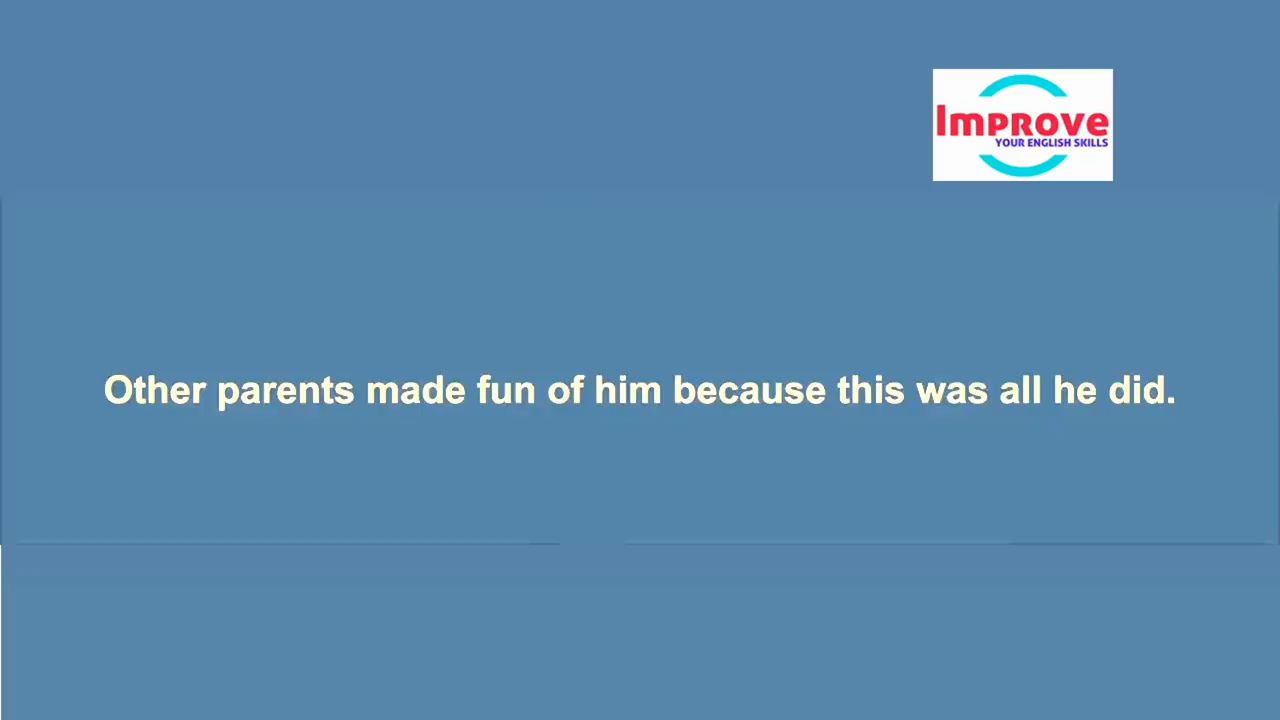 Improve
YOUR ENGLISH SKILLS
Other parents made fun of him because this was all he did.